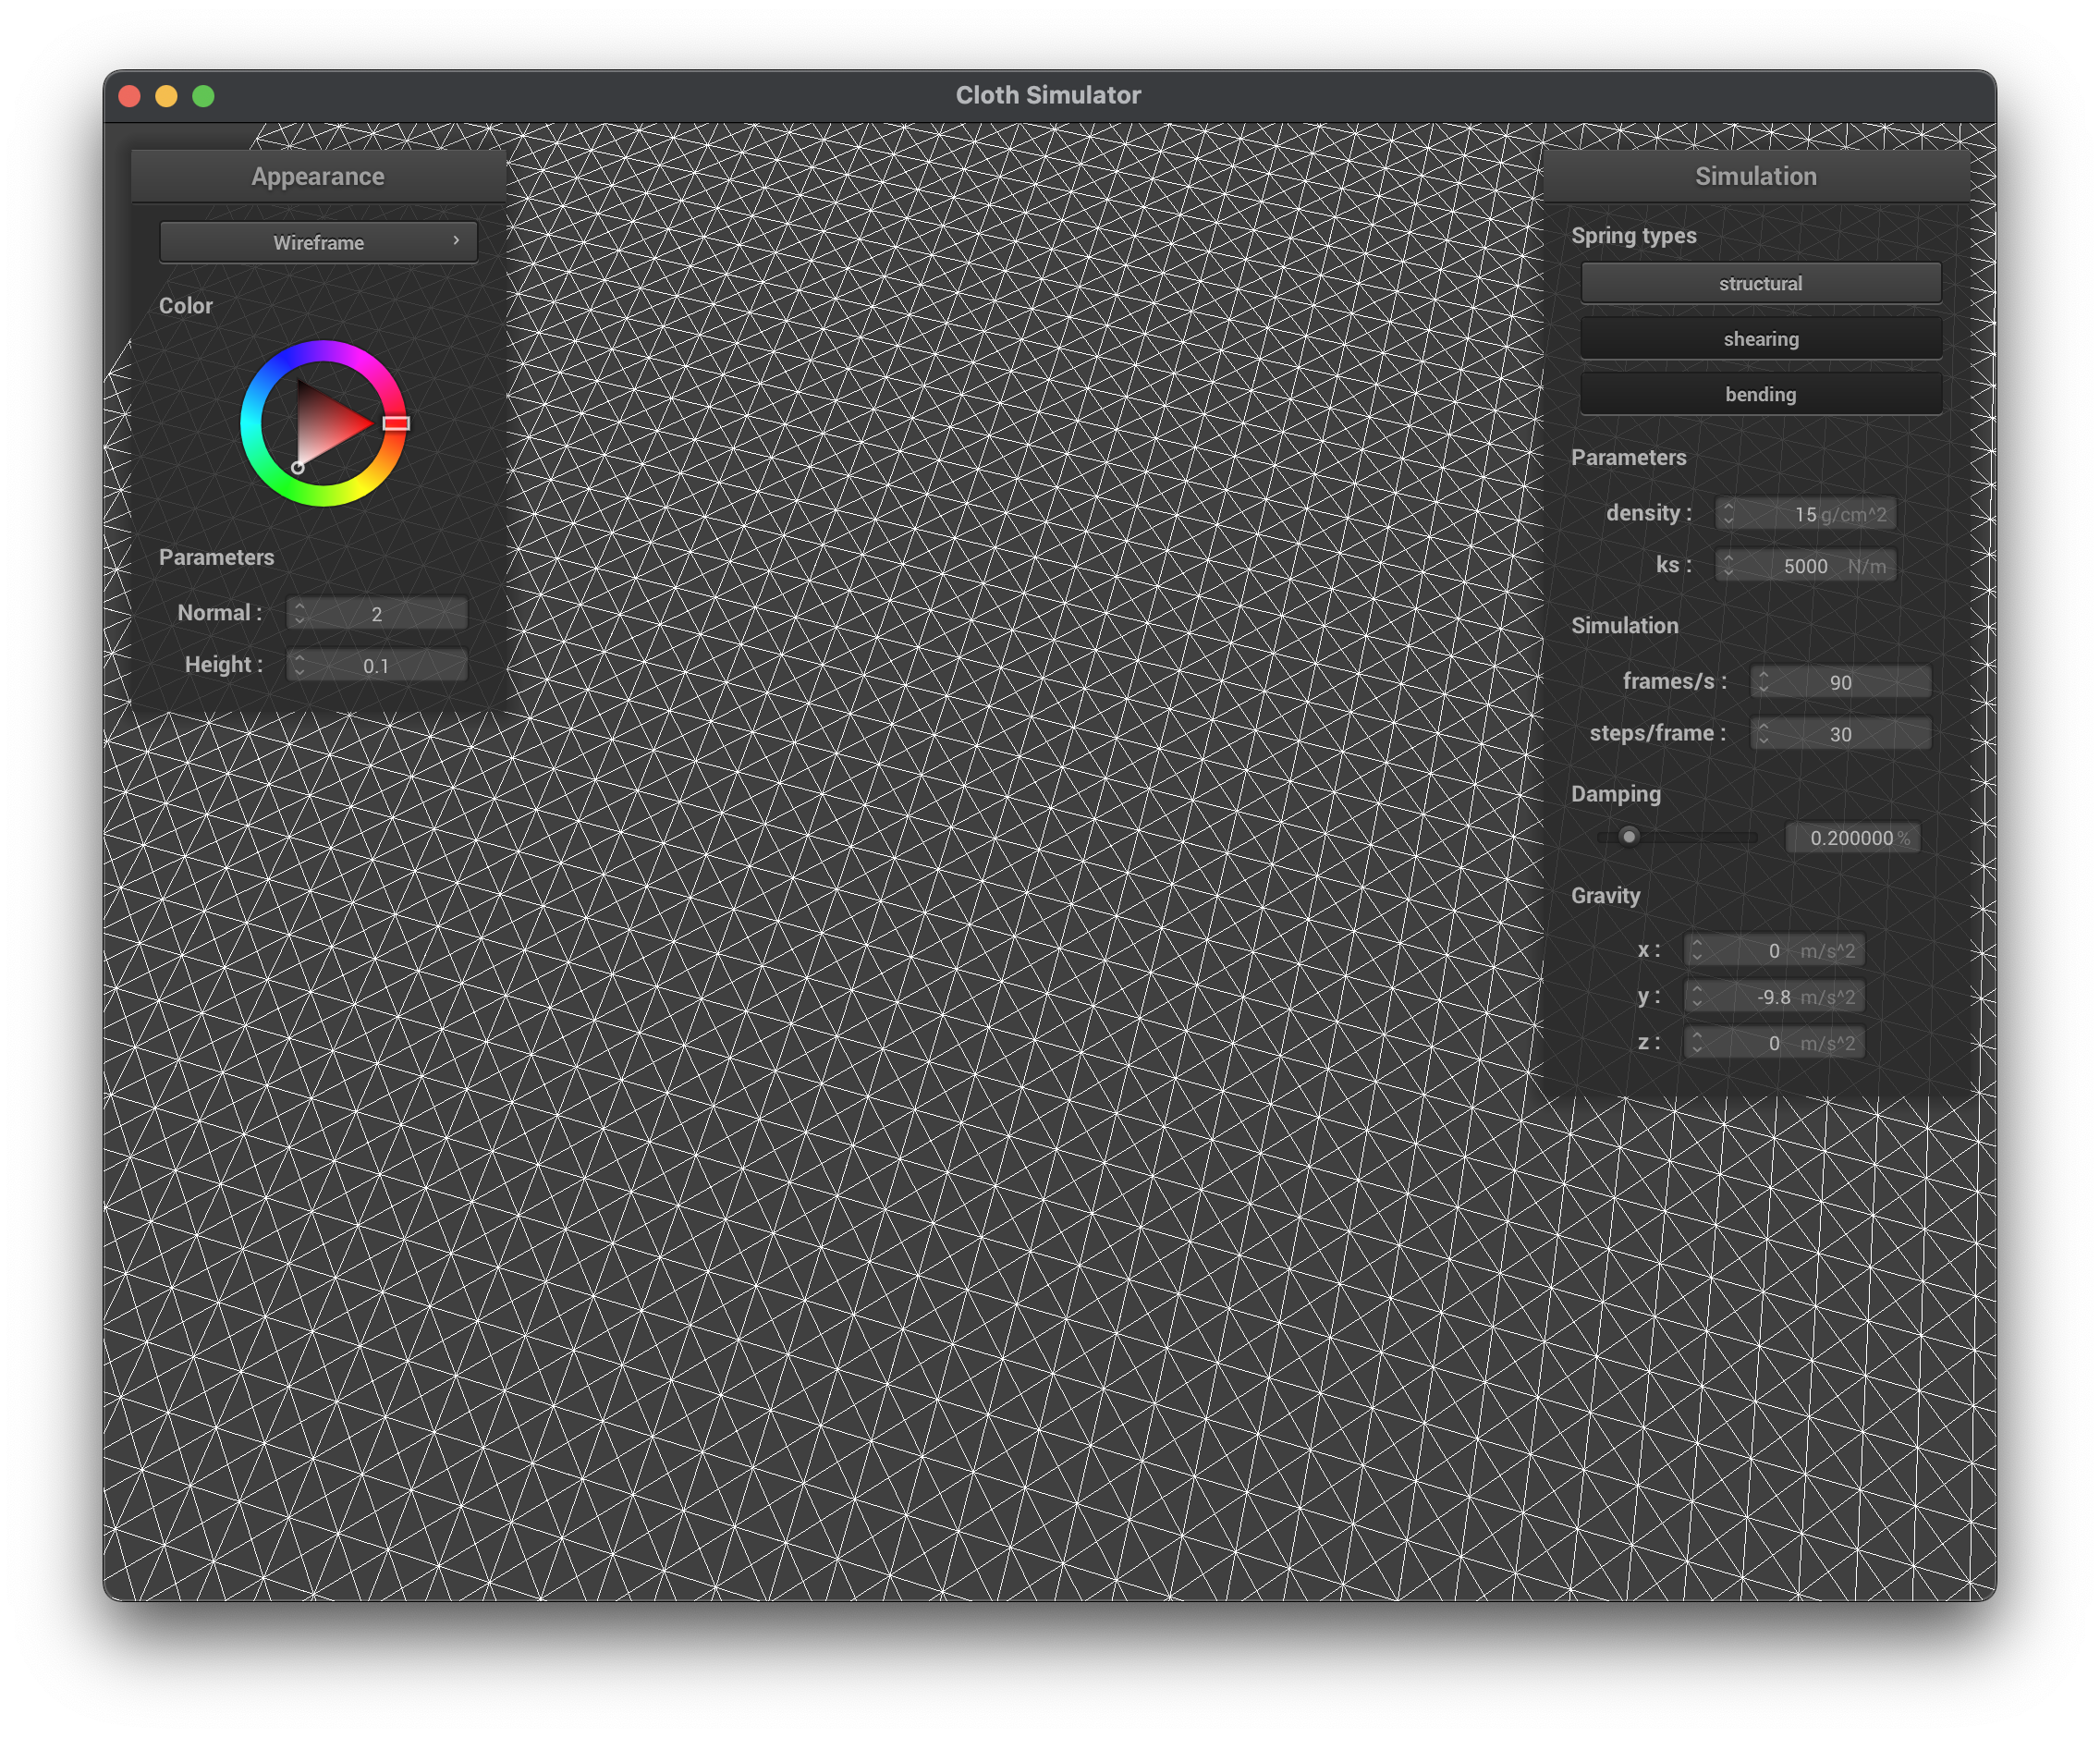 Cloth Simulator
Appearance
Wireframe
Color
Parameters
Normal : 2
Height : 0.1
Simulation
Spring types
structural
shearing
bending
Parameters
density : 15 g/cm^2
ks : 5000 N/m
Simulation
frames/s : 90
steps/frame : 30
Damping
0.200000 %
Gravity
x : 0 m/s^2
y : -9.8 m/s^2
z : 0 m/s^2